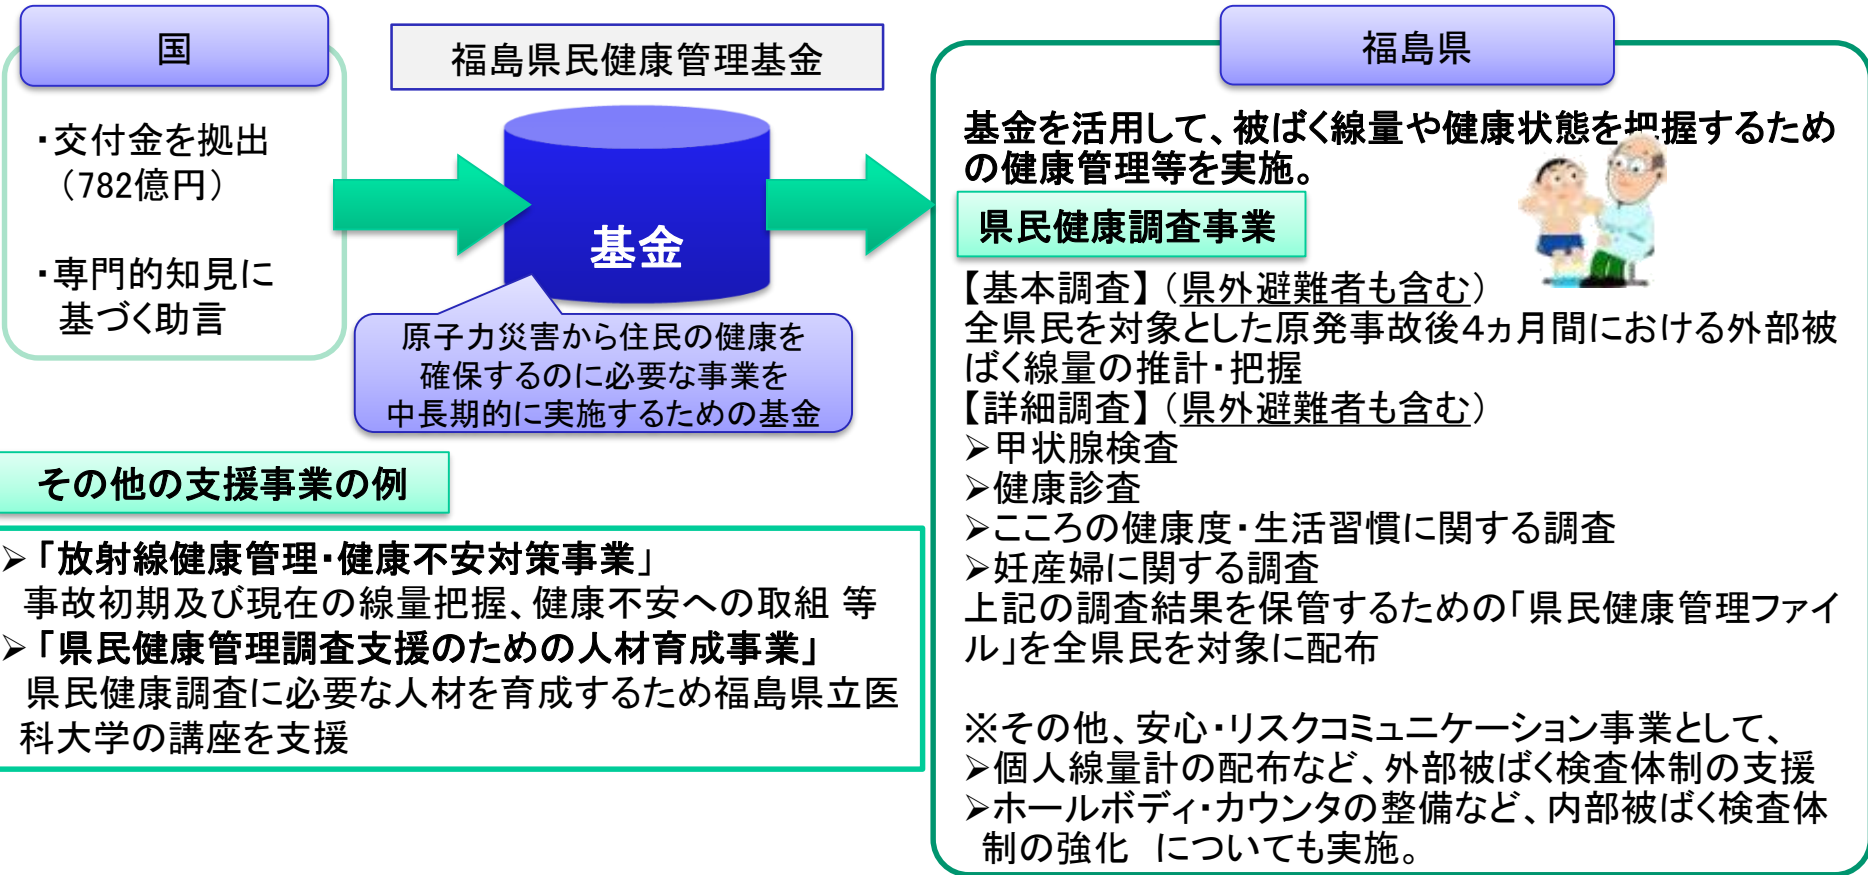 国
・交付金を拠出
（782億円）
・専門的知見に
基づく助言
福島県民健康管理基金
基金
原子力災害から住民の健康を
確保するのに必要な事業を
中長期的に実施するための基金
その他の支援事業の例
➢「放射線健康管理・健康不安対策事業」
事故初期及び現在の線量把握、健康不安への取組 等
➢「県民健康管理調査支援のための人材育成事業」
県民健康調査に必要な人材を育成するため福島県立医
科大学の講座を支援
福島県
基金を活用して、被ばく線量や健康状態を把握するため
の健康管理等を実施。
県民健康調査事業
【基本調査】（県外避難者も含む）
全県民を対象とした原発事故後４ヵ月間における外部被
ばく線量の推計・把握
【詳細調査】（県外避難者も含む）
➢甲状腺検査
➢健康診査
➢こころの健康度・生活習慣に関する調査
➢妊産婦に関する調査
上記の調査結果を保管するための「県民健康管理ファイ
ル」を全県民を対象に配布
※その他、安心・リスクコミュニケーション事業として、
➢個人線量計の配布など、外部被ばく検査体制の支援
➢ホールボディ・カウンタの整備など、内部被ばく検査体
制の強化　についても実施。